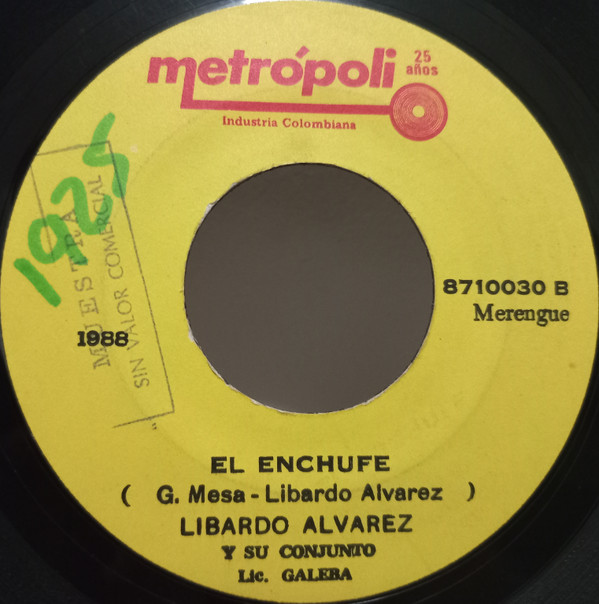 metrópoli
25
años
Industria Colombiana
1925
MUESTRA
SIN VALOR COMERCIAL
8710030 B
Merengue
1988
EL ENCHUFE
( G. Mesa - Libardo Alvarez )
LIBARDO ALVAREZ
Y SU CONJUNTO
Lic. GALEBA